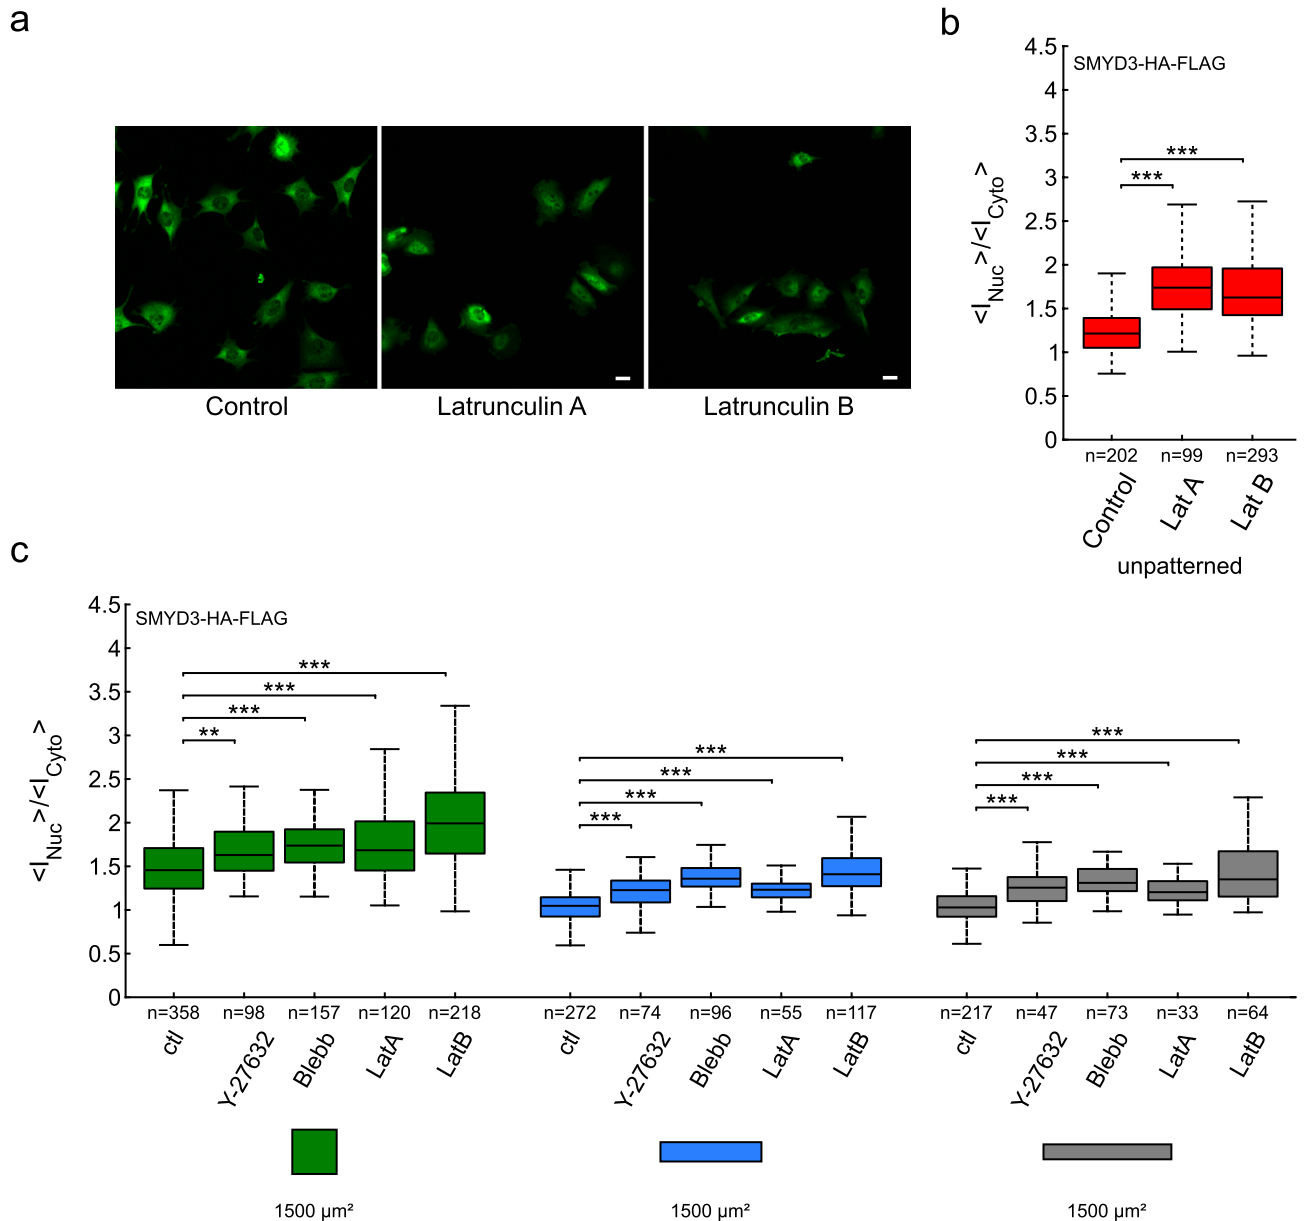 a
Control
Latrunculin A
Latrunculin B
b
SMYD3-HA-FLAG
4.5
4
3.5
3
2.5
2
1.5
1
0.5
0
<I_Nuc>/<I_Cyto>
***
***
n=202
n=99
n=293
Control
Lat A
Lat B
unpatterned
c
SMYD3-HA-FLAG
4.5
4
3.5
3
2.5
2
1.5
1
0.5
0
<I_Nuc>/<I_Cyto>
***
***
***
**
***
***
***
***
***
***
***
***
n=358
n=98
n=157
n=120
n=218
n=272
n=74
n=96
n=55
n=117
n=217
n=47
n=73
n=33
n=64
ctl
Y-27632
Blebb
LatA
LatB
ctl
Y-27632
Blebb
LatA
LatB
ctl
Y-27632
Blebb
LatA
LatB
1500 µm²
1500 µm²
1500 µm²